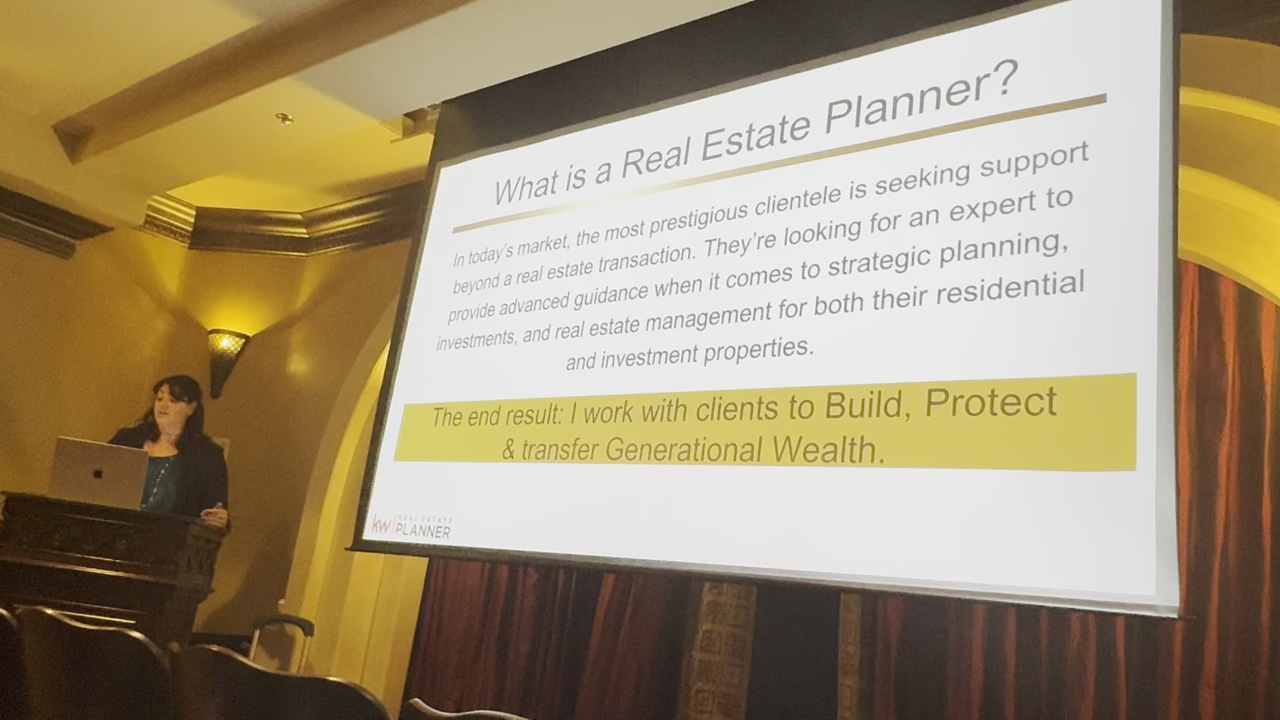 What is a Real Estate Planner?
In today's market, the most prestigious clientele is seeking support
beyond a real estate transaction. They're looking for an expert to
provide advanced guidance when it comes to strategic planning,
investments, and real estate management for both their residential
and investment properties.
The end result: I work with clients to Build, Protect
& transfer Generational Wealth.
kw REAL ESTATE
PLANNER